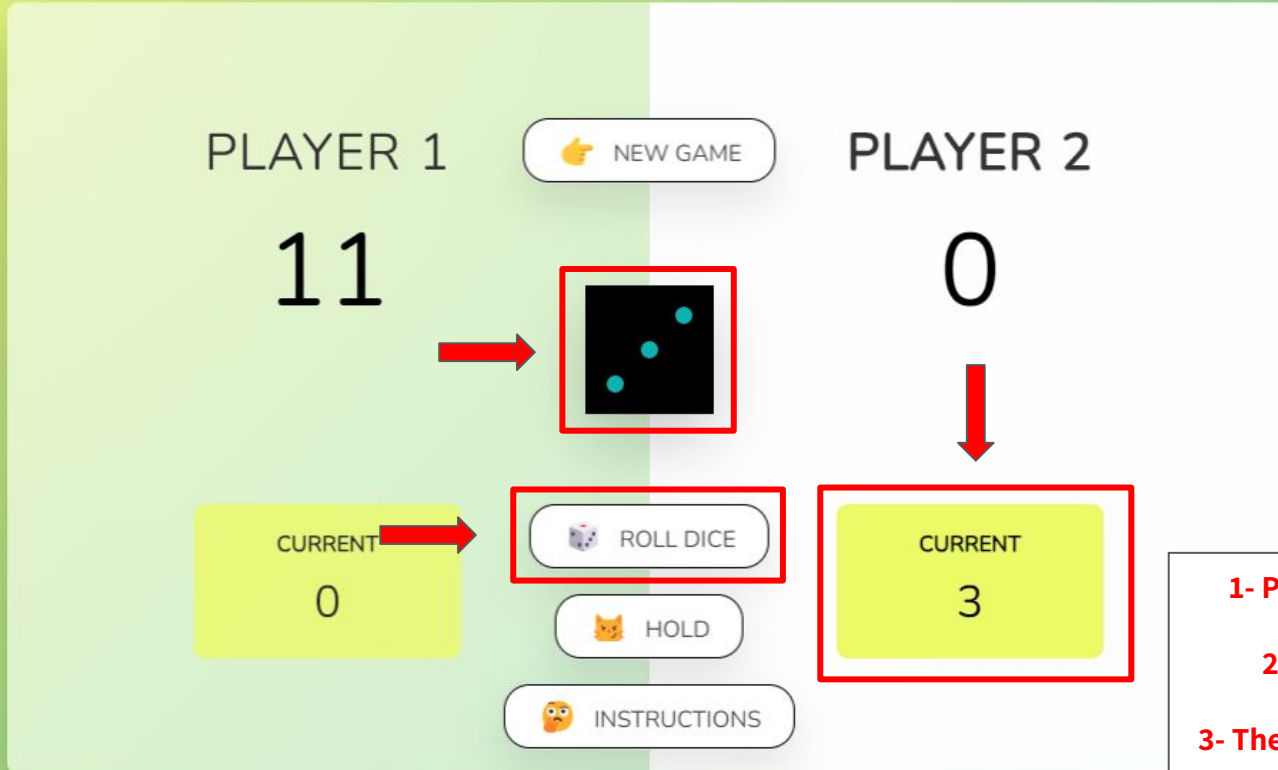 PLAYER 1
NEW GAME
PLAYER 2
11
0
CURRENT
0
ROLL DICE
CURRENT
3
HOLD
INSTRUCTIONS
1- P
2
3- The